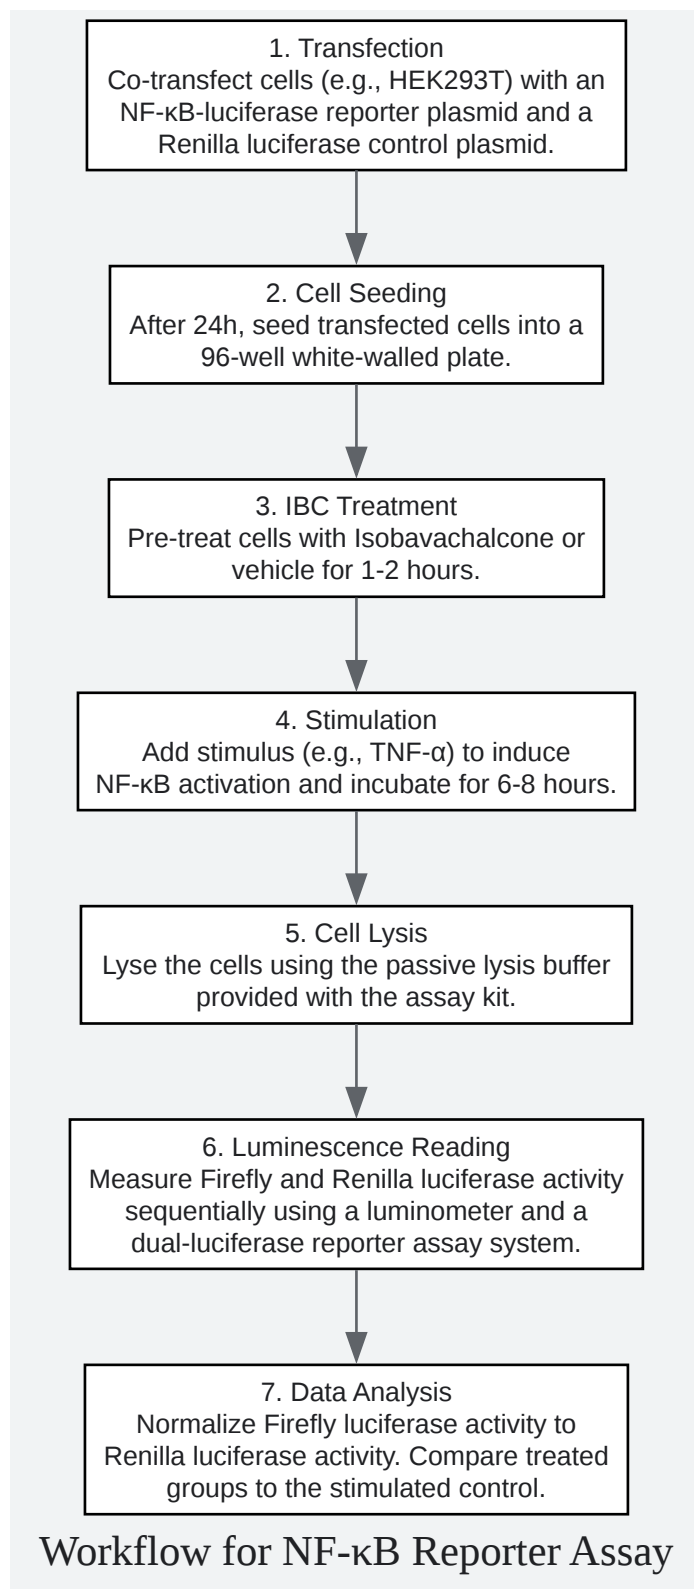 1. Transfection
Co-transfect cells (e.g., HEK293T) with an
NF-κB-luciferase reporter plasmid and a
Renilla luciferase control plasmid.
2. Cell Seeding
After 24h, seed transfected cells into a
96-well white-walled plate.
3. IBC Treatment
Pre-treat cells with Isobavachalcone or
vehicle for 1-2 hours.
4. Stimulation
Add stimulus (e.g., TNF-α) to induce
NF-κB activation and incubate for 6-8 hours.
5. Cell Lysis
Lyse the cells using the passive lysis buffer
provided with the assay kit.
6. Luminescence Reading
Measure Firefly and Renilla luciferase activity
sequentially using a luminometer and a
dual-luciferase reporter assay system.
7. Data Analysis
Normalize Firefly luciferase activity to
Renilla luciferase activity. Compare treated
groups to the stimulated control.
Workflow for NF-κB Reporter Assay